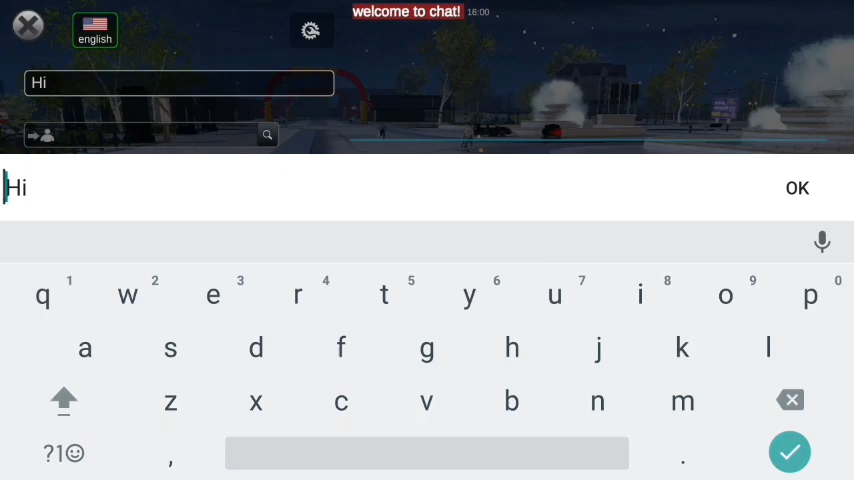 welcome to chat! 16:00
english
Hi
Hi
OK
q 1 w 2 e 3 r 4 t 5 y 6 u 7 i 8 o 9 p 0
a s d f g h j k l
z x c v b n m
?1☺ , .